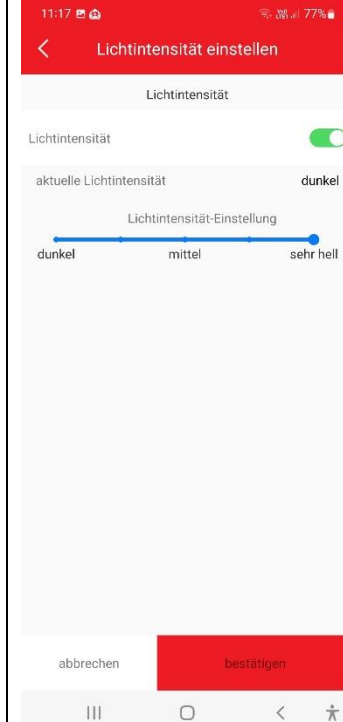 11:17 77%
Lichtintensität einstellen
Lichtintensität
Lichtintensität
aktuelle Lichtintensität dunkel
Lichtintensität-Einstellung
dunkel mittel sehr hell
abbrechen bestätigen